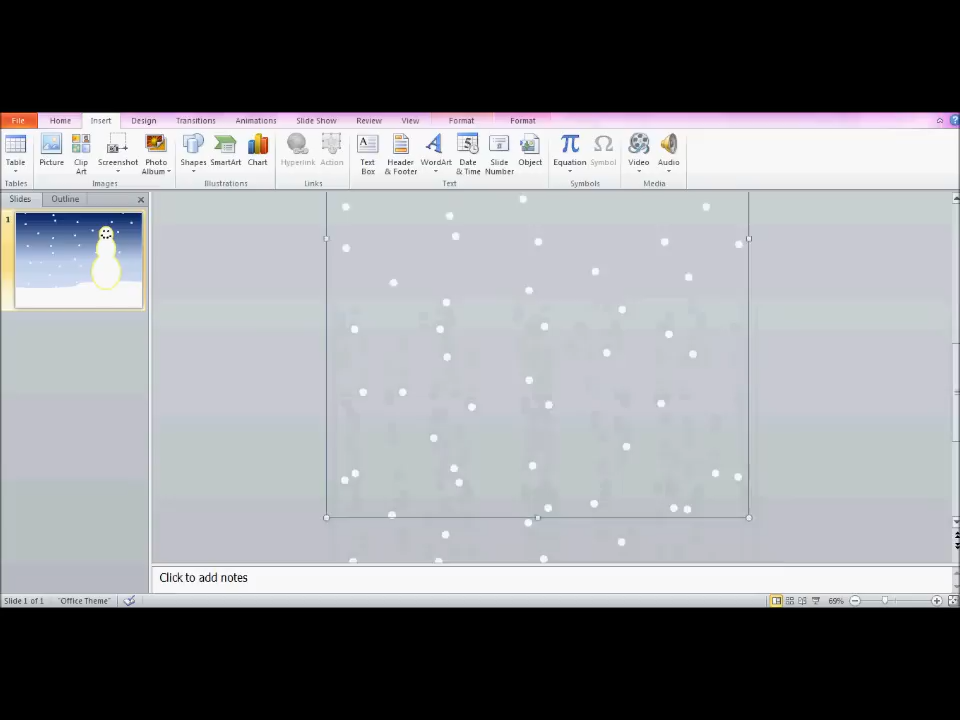 File Home Insert Design Transitions Animations Slide Show Review View Format Format
Table Picture Clip Art Screenshot Photo Album Shapes SmartArt Chart Hyperlink Action Text Box Header & Footer WordArt Date & Time Slide Number Object Equation Symbol Video Audio
Tables Images Illustrations Links Text Symbols Media
Slides Outline
1
Click to add notes
Slide 1 of 1 "Office Theme" 69%